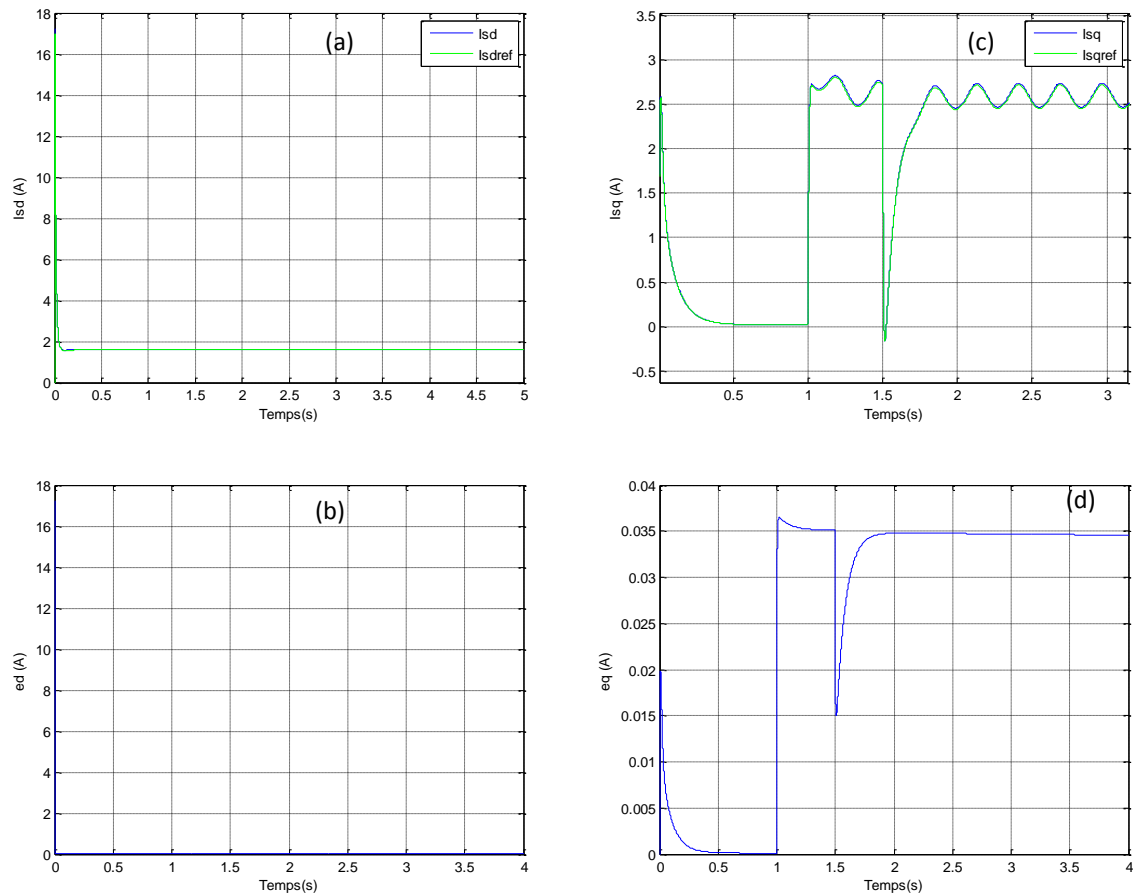 (a)
Isd
Isdref
Isd (A)
18
16
14
12
10
8
6
4
2
0
0 0.5 1 1.5 2 2.5 3 3.5 4 4.5 5
Temps(s)
(c)
Isq
Isqref
Isq (A)
3.5
3
2.5
2
1.5
1
0.5
0
-0.5
0.5 1 1.5 2 2.5 3
Temps(s)
(b)
ed (A)
18
16
14
12
10
8
6
4
2
0
0 0.5 1 1.5 2 2.5 3 3.5 4
Temps(s)
(d)
eq (A)
0.04
0.035
0.03
0.025
0.02
0.015
0.01
0.005
0
0 0.5 1 1.5 2 2.5 3 3.5 4
Temps(s)